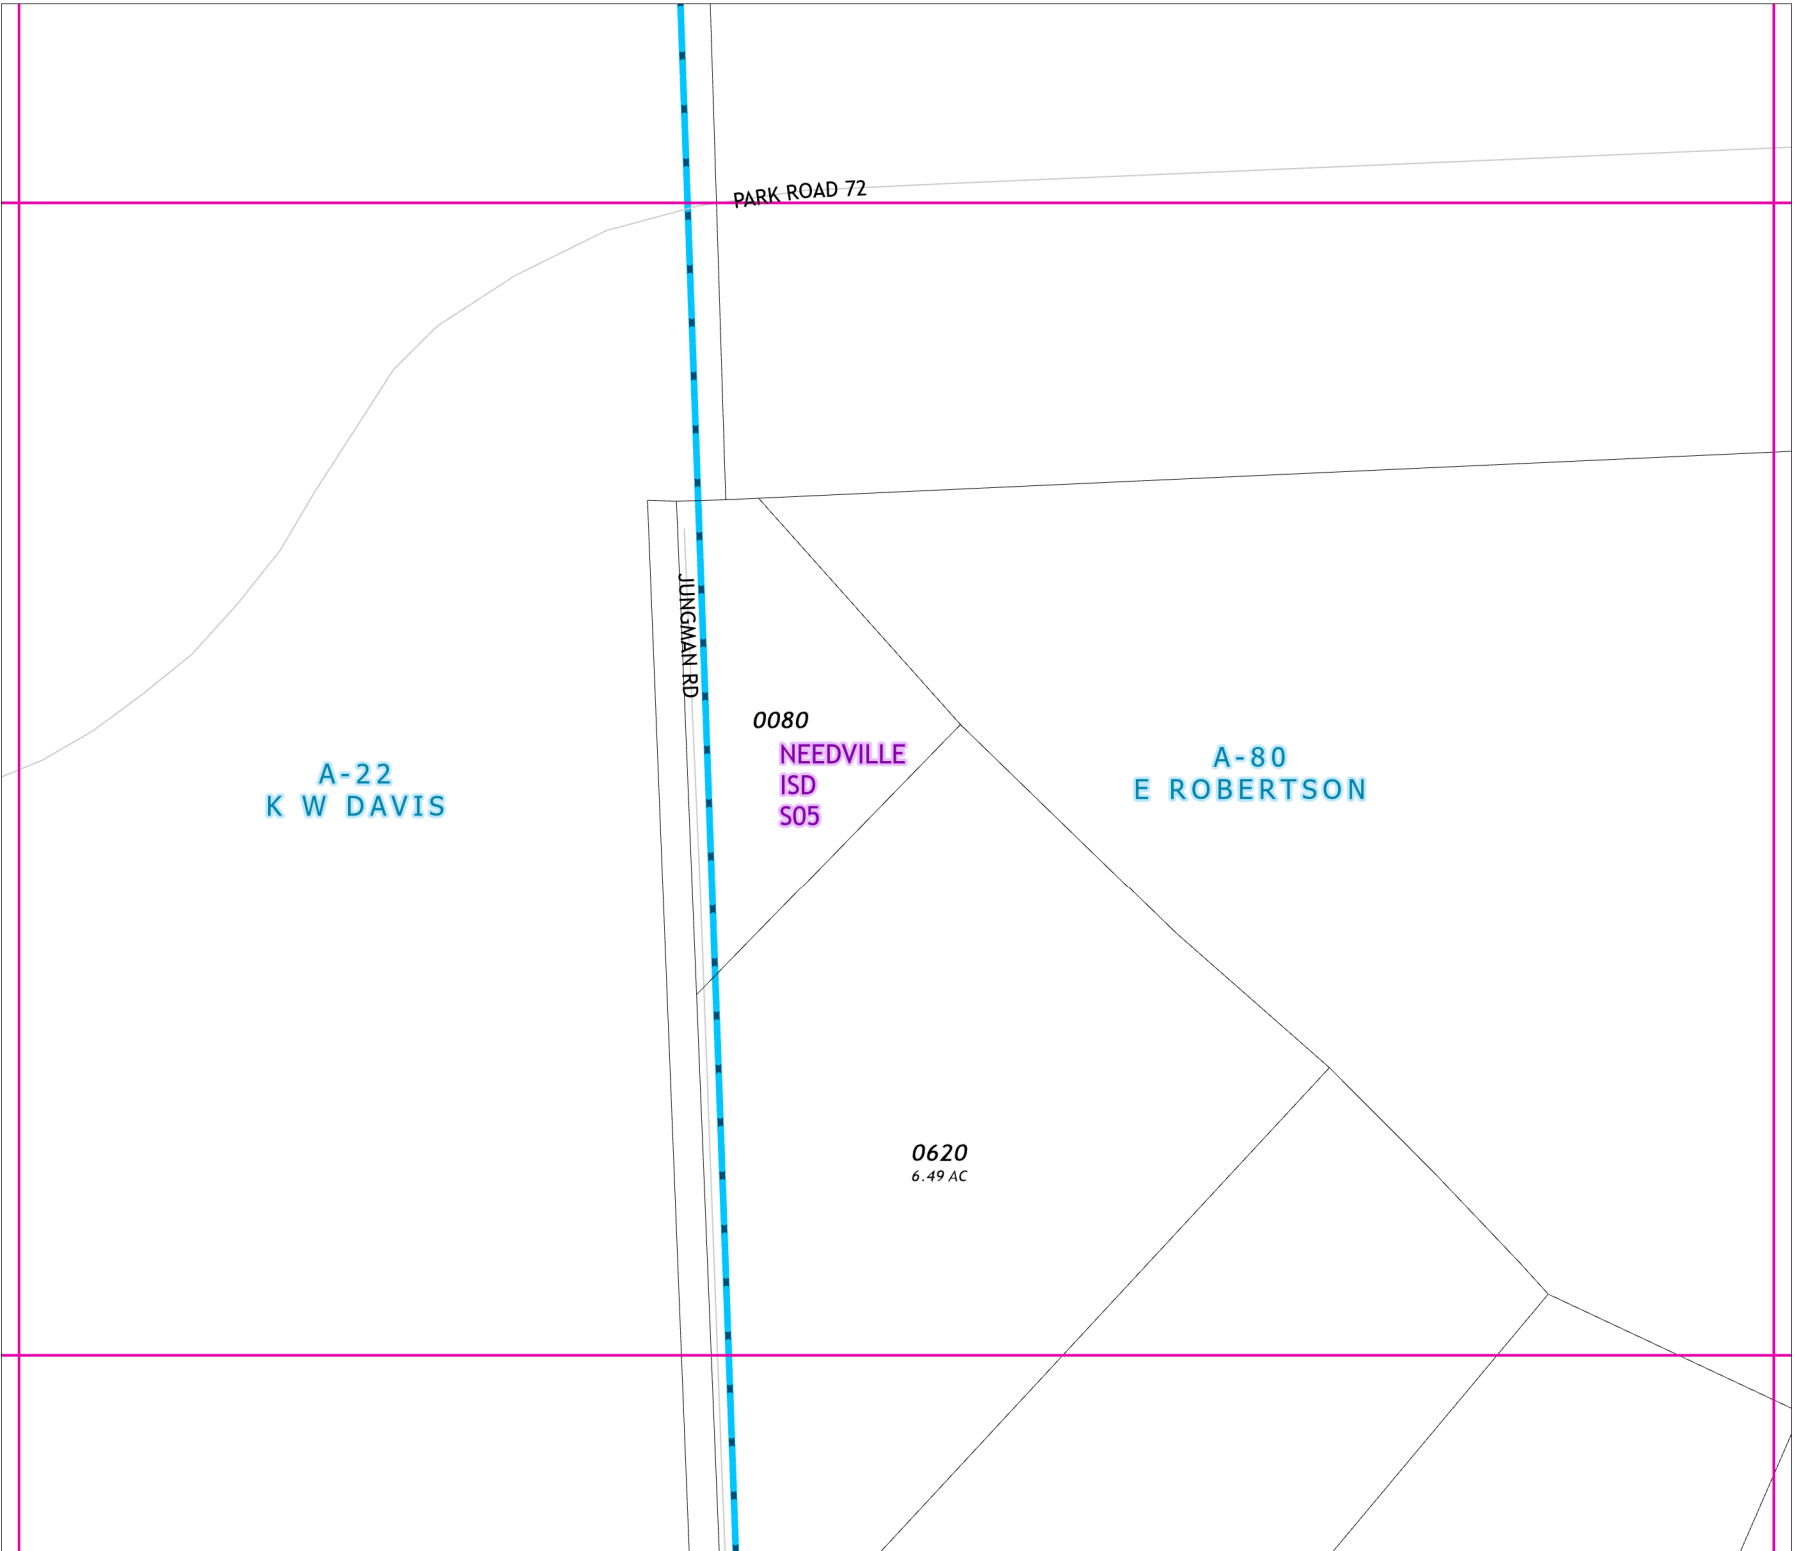 PARK ROAD 72
JUNGMAN RD
0080
NEEDVILLE
ISD
S05
A-22
K W DAVIS
A-80
E ROBERTSON
0620
6.49 AC